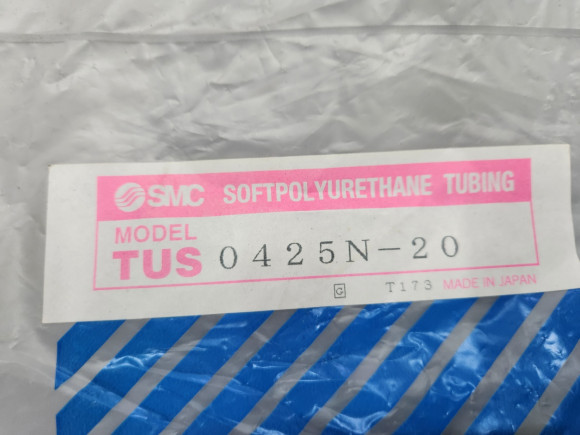 SMC SOFTPOLYURETHANE TUBING
MODEL
TUS 0425N-20
G T173 MADE IN JAPAN